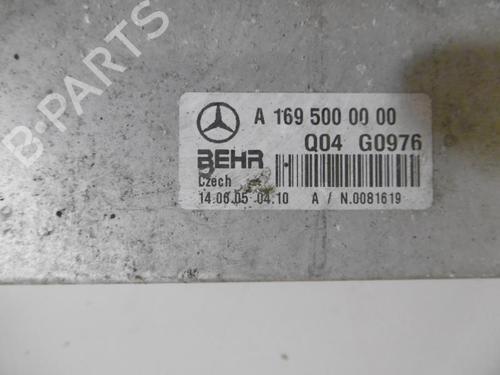 B-PARTS
A 169 500 00 00
Q04 G0976
BEHR
Czech
14.06.05 04.10 A / N.0081619